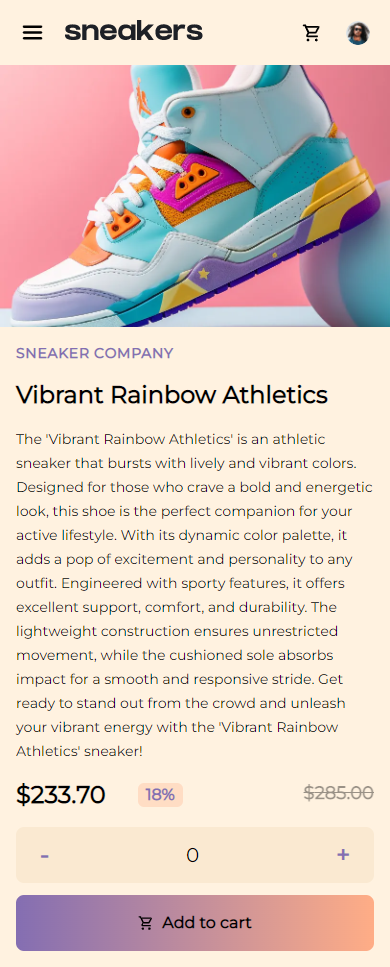 sneakers
SNEAKER COMPANY
Vibrant Rainbow Athletics
The 'Vibrant Rainbow Athletics' is an athletic
sneaker that bursts with lively and vibrant colors.
Designed for those who crave a bold and energetic
look, this shoe is the perfect companion for your
active lifestyle. With its dynamic color palette, it
adds a pop of excitement and personality to any
outfit. Engineered with sporty features, it offers
excellent support, comfort, and durability. The
lightweight construction ensures unrestricted
movement, while the cushioned sole absorbs
impact for a smooth and responsive stride. Get
ready to stand out from the crowd and unleash
your vibrant energy with the 'Vibrant Rainbow
Athletics' sneaker!
$233.70 18% $285.00
- 0 +
Add to cart